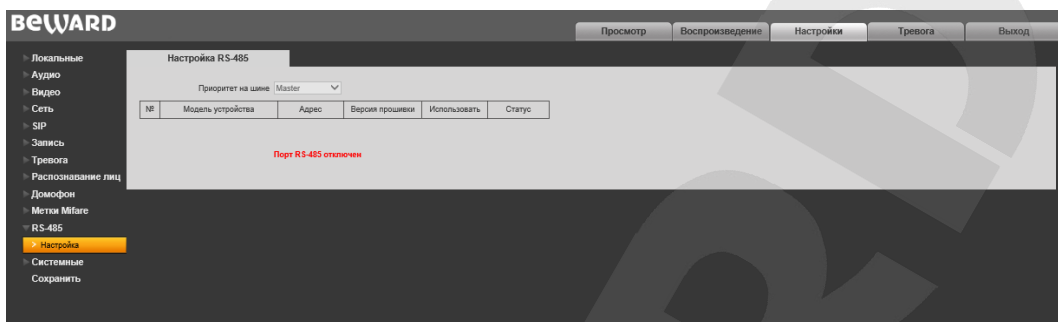 BEWARD
Просмотр Воспроизведение Настройки Тревога Выход
Локальные
Аудио
Видео
Сеть
SIP
Запись
Тревога
Распознавание лиц
Домофон
Метки Mifare
RS-485
> Настройка
Системные
Сохранить
Настройка RS-485
Приоритет на шине Master
№ Модель устройства Адрес Версия прошивки Использовать Статус
Порт RS-485 отключен